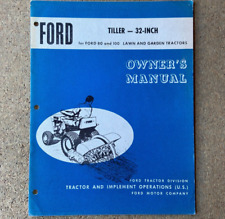 FORD
TILLER — 32-INCH
for FORD 80 and 100 LAWN AND GARDEN TRACTORS
OWNER'S
MANUAL
FORD TRACTOR DIVISION
TRACTOR AND IMPLEMENT OPERATIONS (U.S.)
FORD MOTOR COMPANY